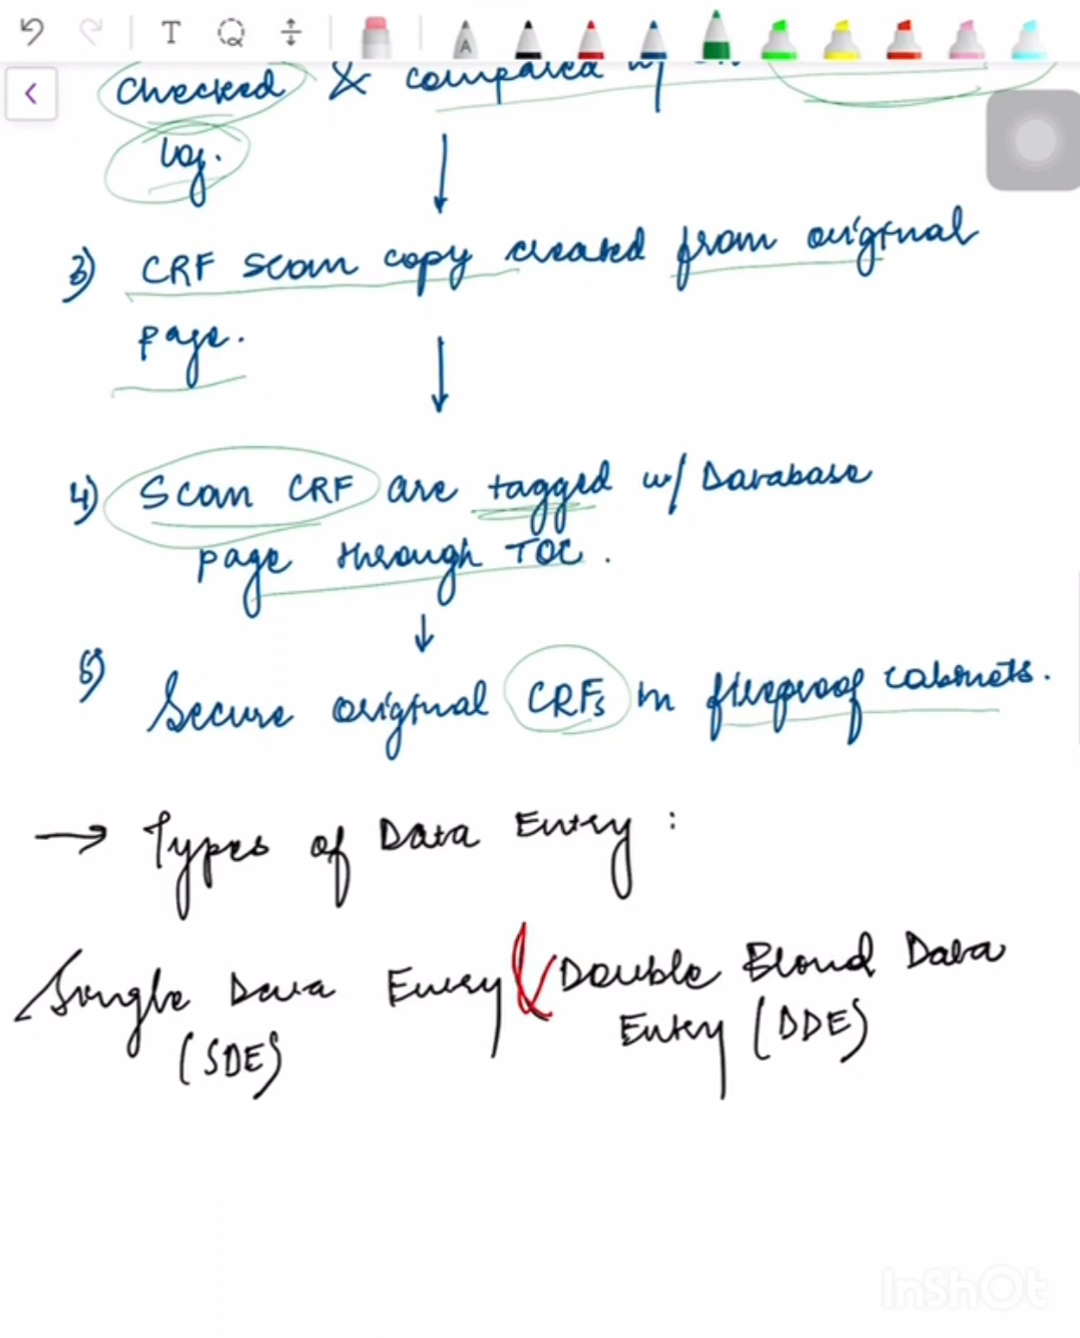 T
A
Checked & compared w/
log.
3) CRF scan copy created from original
page.
4) Scan CRF are tagged w/ Database
page through TOC.
5) Secure original CRFs in fireproof cabinets.
→ Types of Data Entry :
Single Data Entry & Double Blind Data
(SDE) Entry (DDE)
InShOt